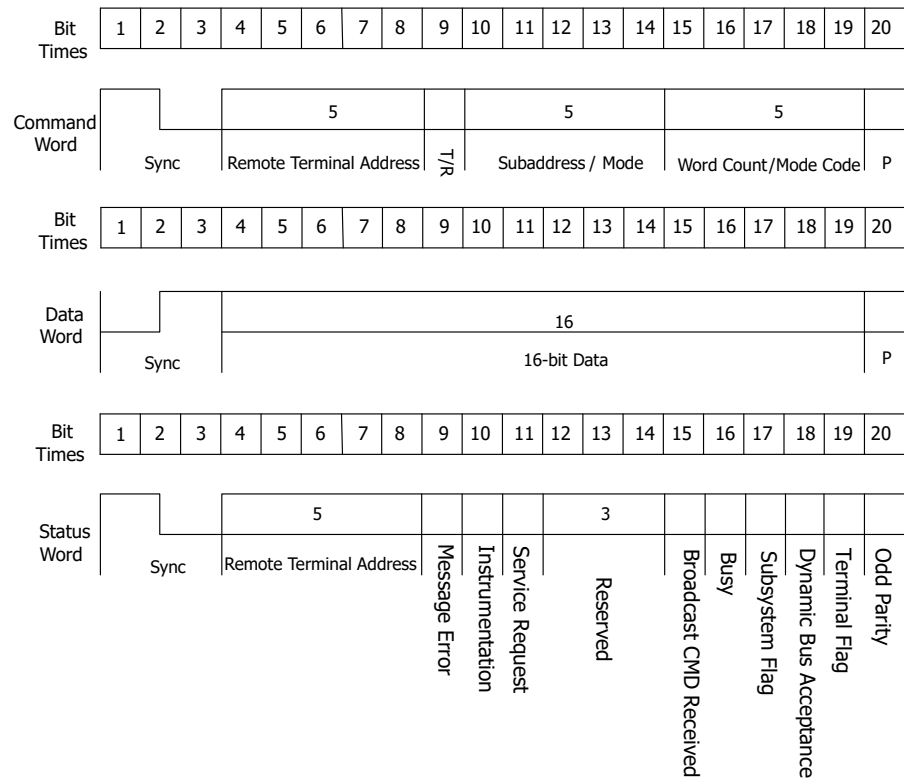 Bit Times 1 2 3 4 5 6 7 8 9 10 11 12 13 14 15 16 17 18 19 20
5 5 5
Command Word
Sync Remote Terminal Address T/R Subaddress / Mode Word Count/Mode Code P
Bit Times 1 2 3 4 5 6 7 8 9 10 11 12 13 14 15 16 17 18 19 20
Data Word
16
Sync 16-bit Data P
Bit Times 1 2 3 4 5 6 7 8 9 10 11 12 13 14 15 16 17 18 19 20
5 3
Status Word
Sync Remote Terminal Address
Message Error
Instrumentation
Service Request
Reserved
Broadcast CMD Received
Busy
Subsystem Flag
Dynamic Bus Acceptance
Terminal Flag
Odd Parity